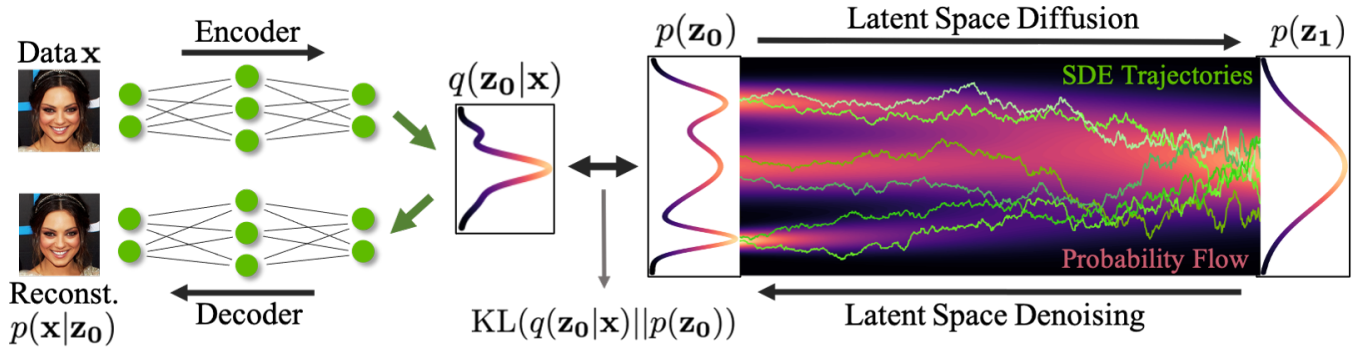 Data x
Encoder
q(z₀|x)
p(z₀)
Latent Space Diffusion
p(z₁)
SDE Trajectories
Probability Flow
Reconst.
p(x|z₀)
Decoder
KL(q(z₀|x)||p(z₀))
Latent Space Denoising